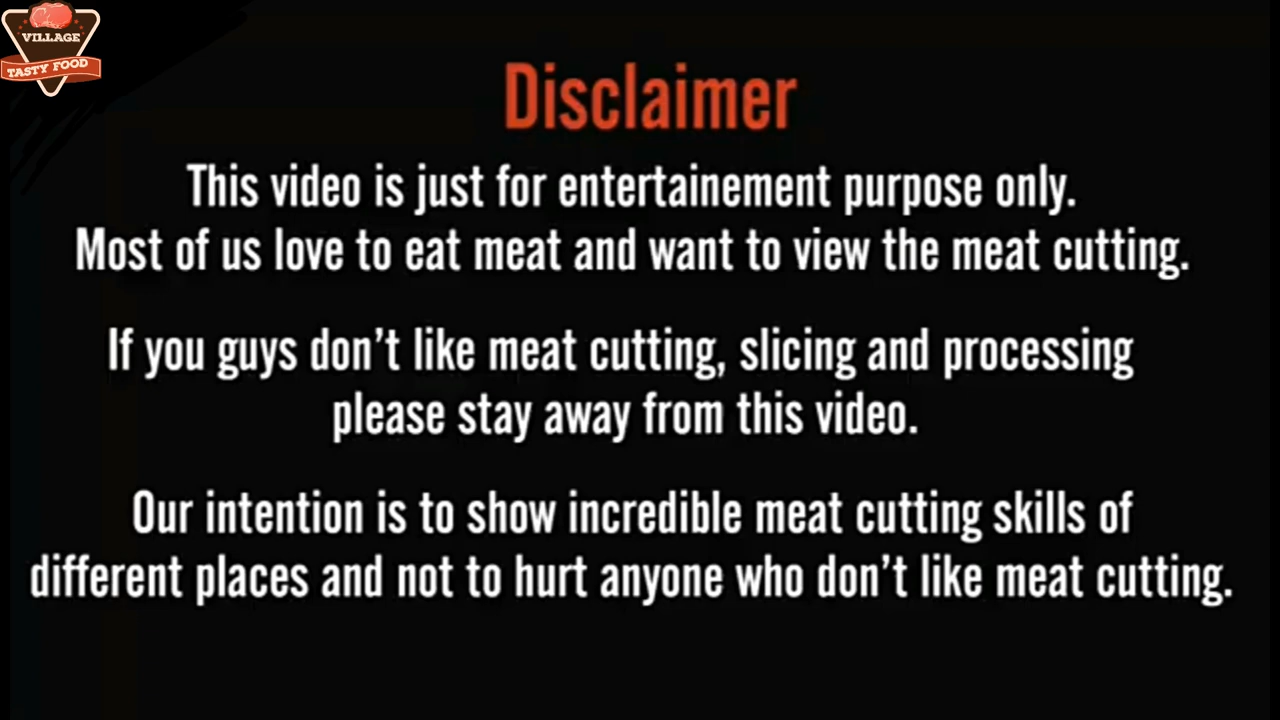 VILLAGE
TASTY FOOD
Disclaimer
This video is just for entertainement purpose only.
Most of us love to eat meat and want to view the meat cutting.
If you guys don’t like meat cutting, slicing and processing
please stay away from this video.
Our intention is to show incredible meat cutting skills of
different places and not to hurt anyone who don’t like meat cutting.